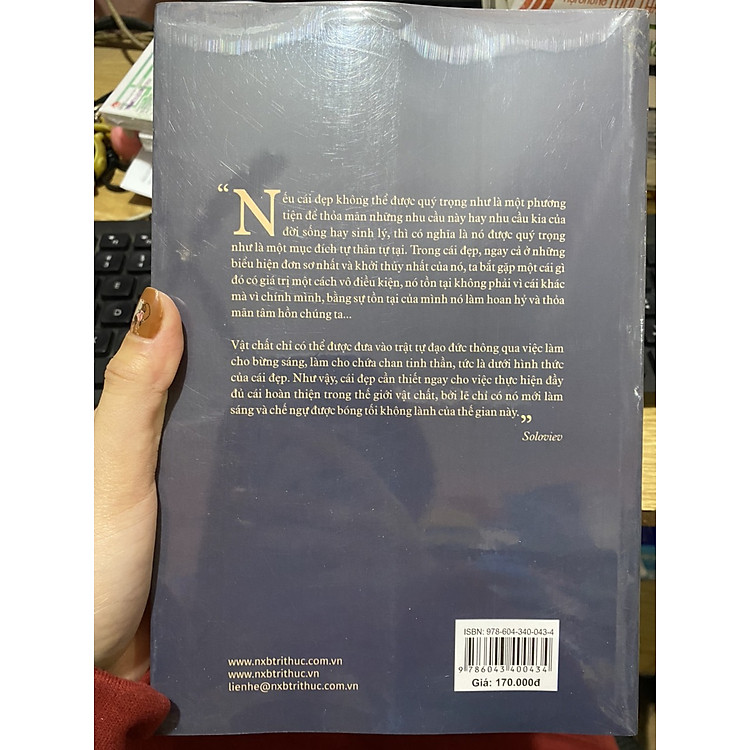 “Nếu cái đẹp không thể được quý trọng như là một phương
tiện để thỏa mãn những nhu cầu này hay nhu cầu kia của
đời sống hay sinh lý, thì có nghĩa là nó được quý trọng
như là một mục đích tự thân tự tại. Trong cái đẹp, ngay cả ở những
biểu hiện đơn sơ nhất và khởi thủy nhất của nó, ta bắt gặp một cái gì
đó có giá trị một cách vô điều kiện, nó tồn tại không phải vì cái khác
mà vì chính mình, bằng sự tồn tại của mình nó làm hoan hỷ và thỏa
mãn tâm hồn chúng ta...
Vật chất chỉ có thể được đưa vào trật tự đạo đức thông qua việc làm
cho bừng sáng, làm cho chứa chan tinh thần, tức là dưới hình thức
của cái đẹp. Như vậy, cái đẹp cần thiết ngay cho việc thực hiện đầy
đủ cái hoàn thiện trong thế giới vật chất, bởi lẽ chỉ có nó mới làm
sáng và chế ngự được bóng tối không lành của thế gian này.”
Soloviev
ISBN: 978-604-340-043-4
9 786043 400434
Giá: 170.000đ
www.nxbtrithuc.com.vn
www.nxbtrithuc.vn
lienhe@nxbtrithuc.com.vn